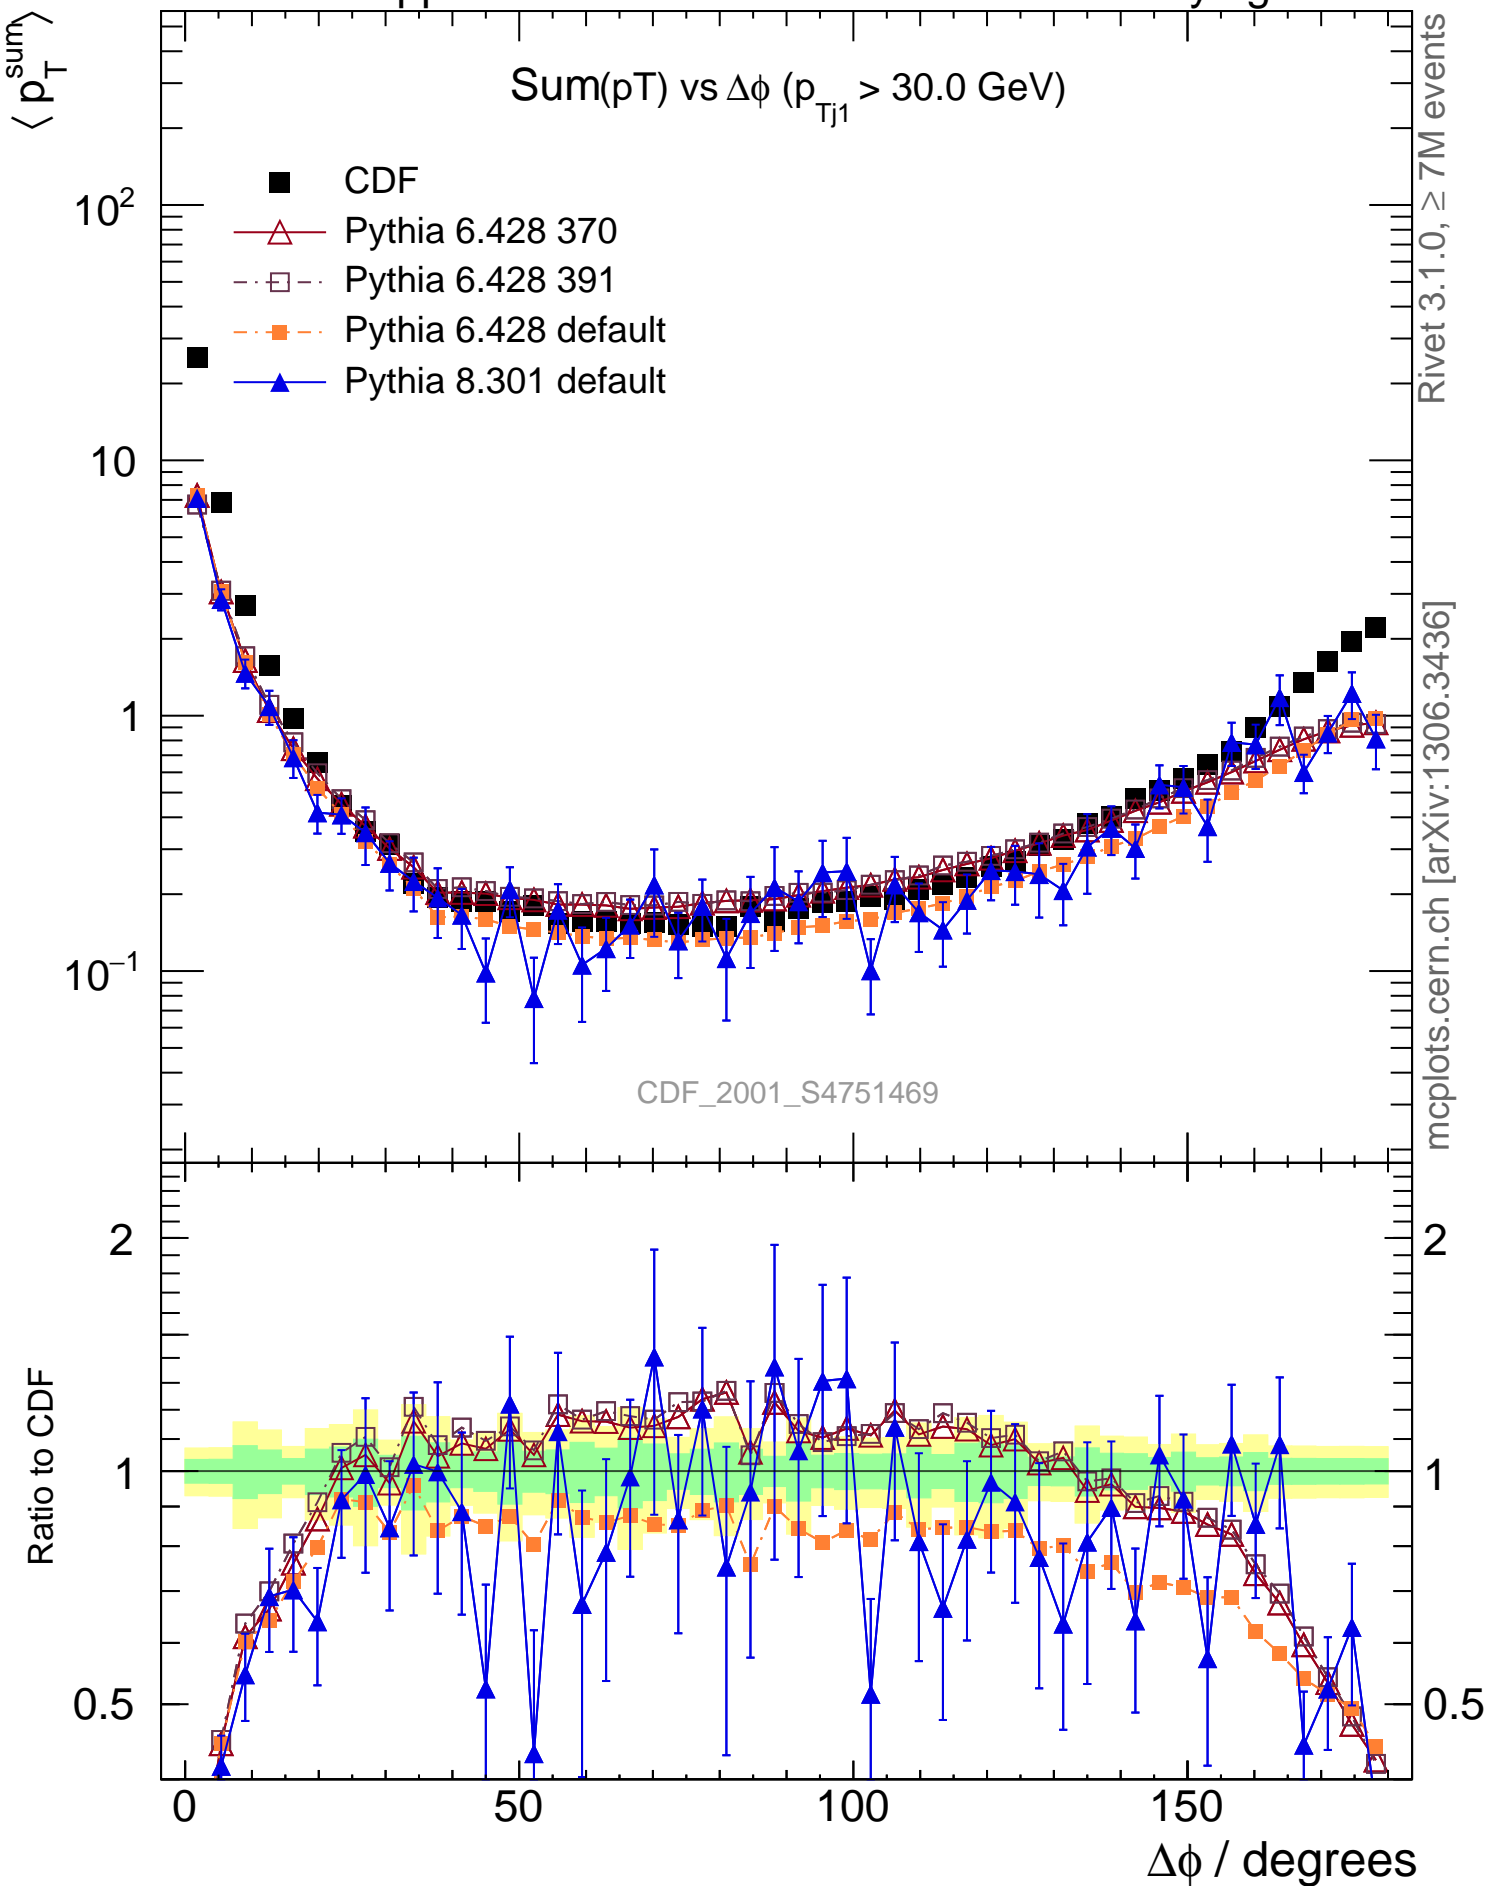 ⟨ p_T^sum ⟩
Sum(pT) vs Δϕ (p_Tj1 > 30.0 GeV)
CDF
Pythia 6.428 370
Pythia 6.428 391
Pythia 6.428 default
Pythia 8.301 default
10²
10
1
10⁻¹
CDF_2001_S4751469
Rivet 3.1.0, ≥ 7M events
mcplots.cern.ch [arXiv:1306.3436]
Ratio to CDF
2
1
0.5
2
1
0.5
0
50
100
150
Δϕ / degrees